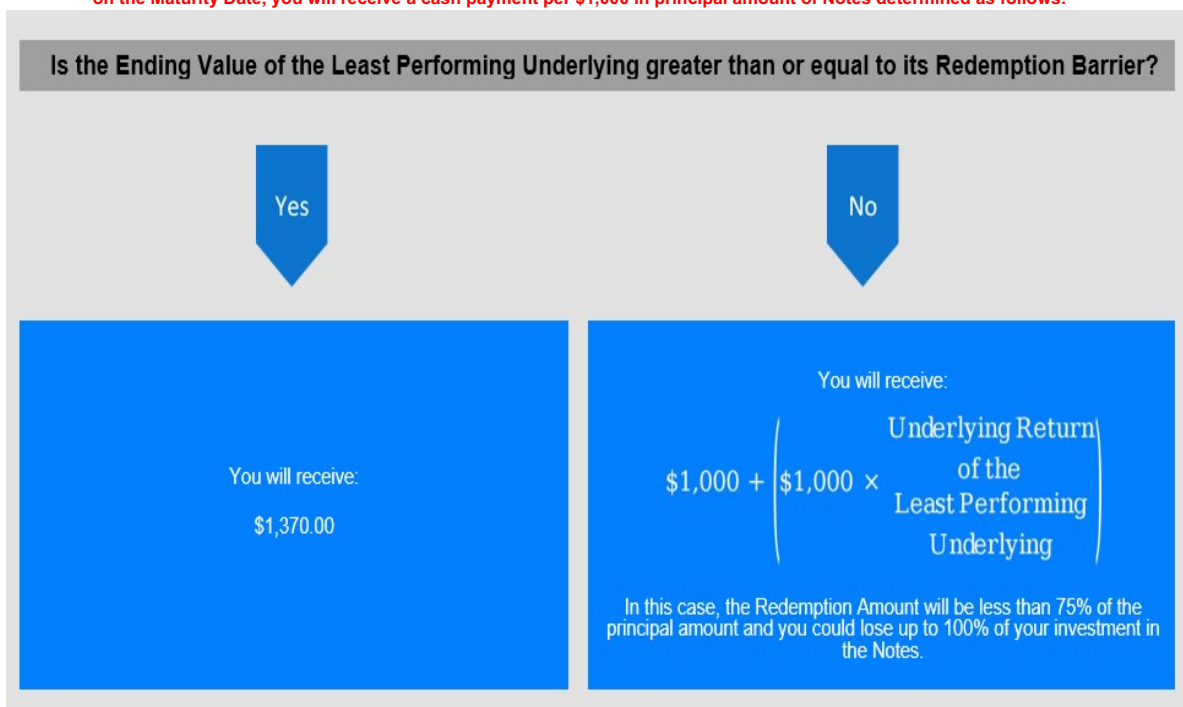 on the Maturity Date, you will receive a cash payment per $1,000 in principal amount of Notes determined as follows:
Is the Ending Value of the Least Performing Underlying greater than or equal to its Redemption Barrier?
Yes
No
You will receive:
$1,370.00
You will receive:
$1,000 + ($1,000 × Underlying Return
of the
Least Performing
Underlying)
In this case, the Redemption Amount will be less than 75% of the
principal amount and you could lose up to 100% of your investment in
the Notes.